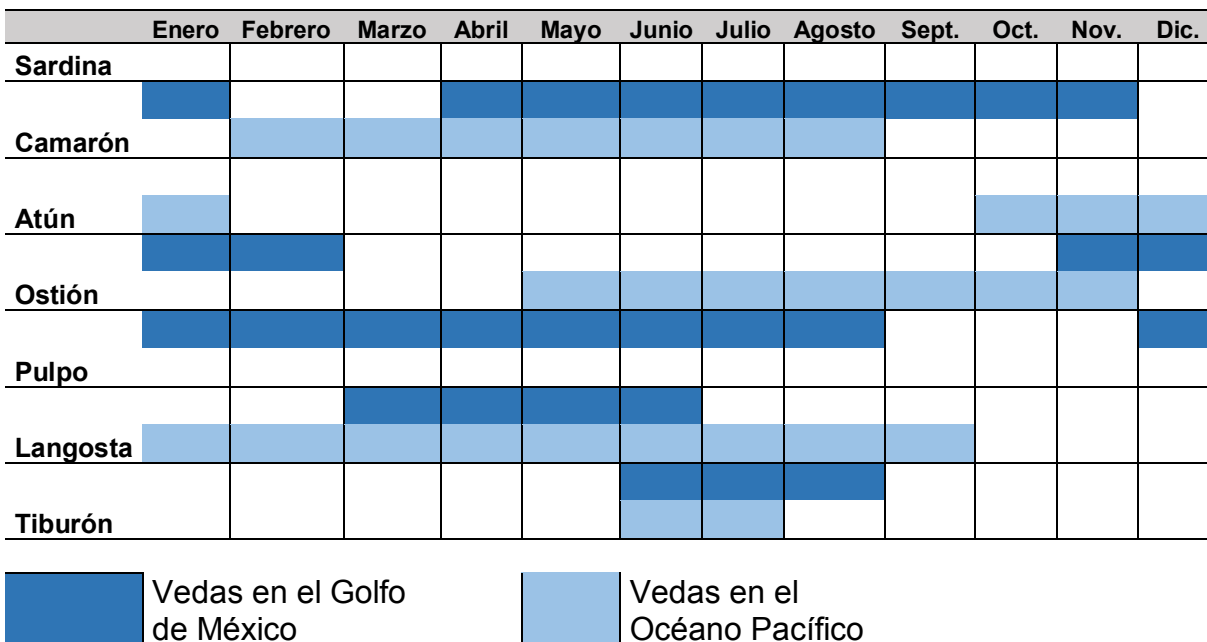 Enero Febrero Marzo Abril Mayo Junio Julio Agosto Sept. Oct. Nov. Dic.
Sardina
Camarón
Atún
Ostión
Pulpo
Langosta
Tiburón
Vedas en el Golfo
de México
Vedas en el
Océano Pacífico